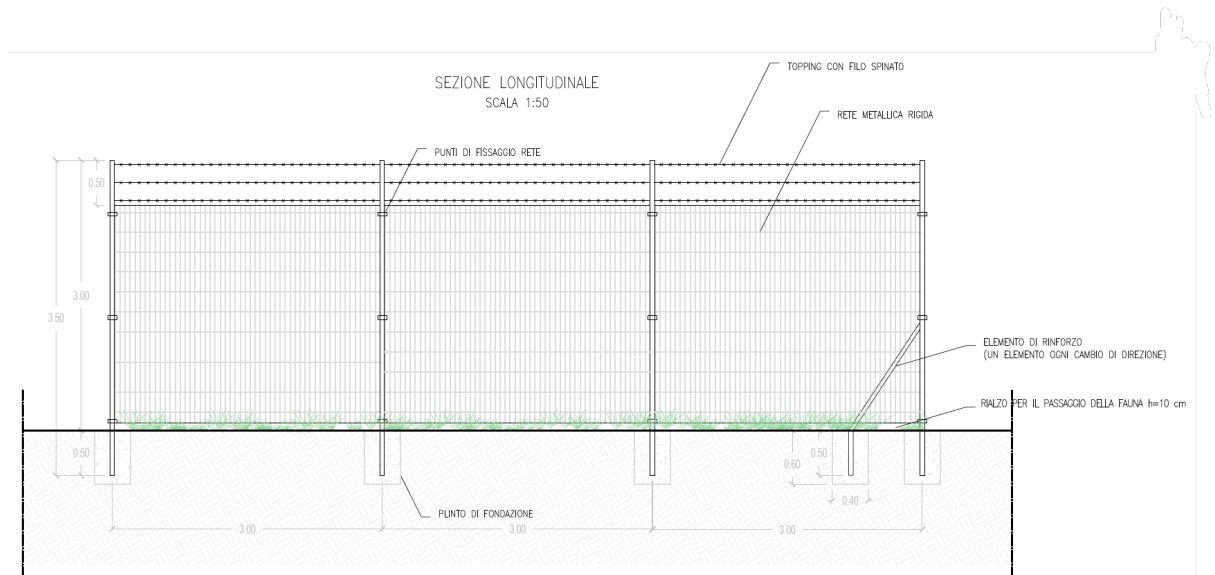 TOPPING CON FILO SPINATO
SEZIONE LONGITUDINALE
SCALA 1:50
RETE METALLICA RIGIDA
PUNTI DI FISSAGGIO RETE
0.50
3.00
3.50
ELEMENTO DI RINFORZO
(UN ELEMENTO OGNI CAMBIO DI DIREZIONE)
RIALZO PER IL PASSAGGIO DELLA FAUNA h=10 cm
0.50
0.50
0.60
0.40
PLINTO DI FONDAZIONE
3.00
3.00
3.00